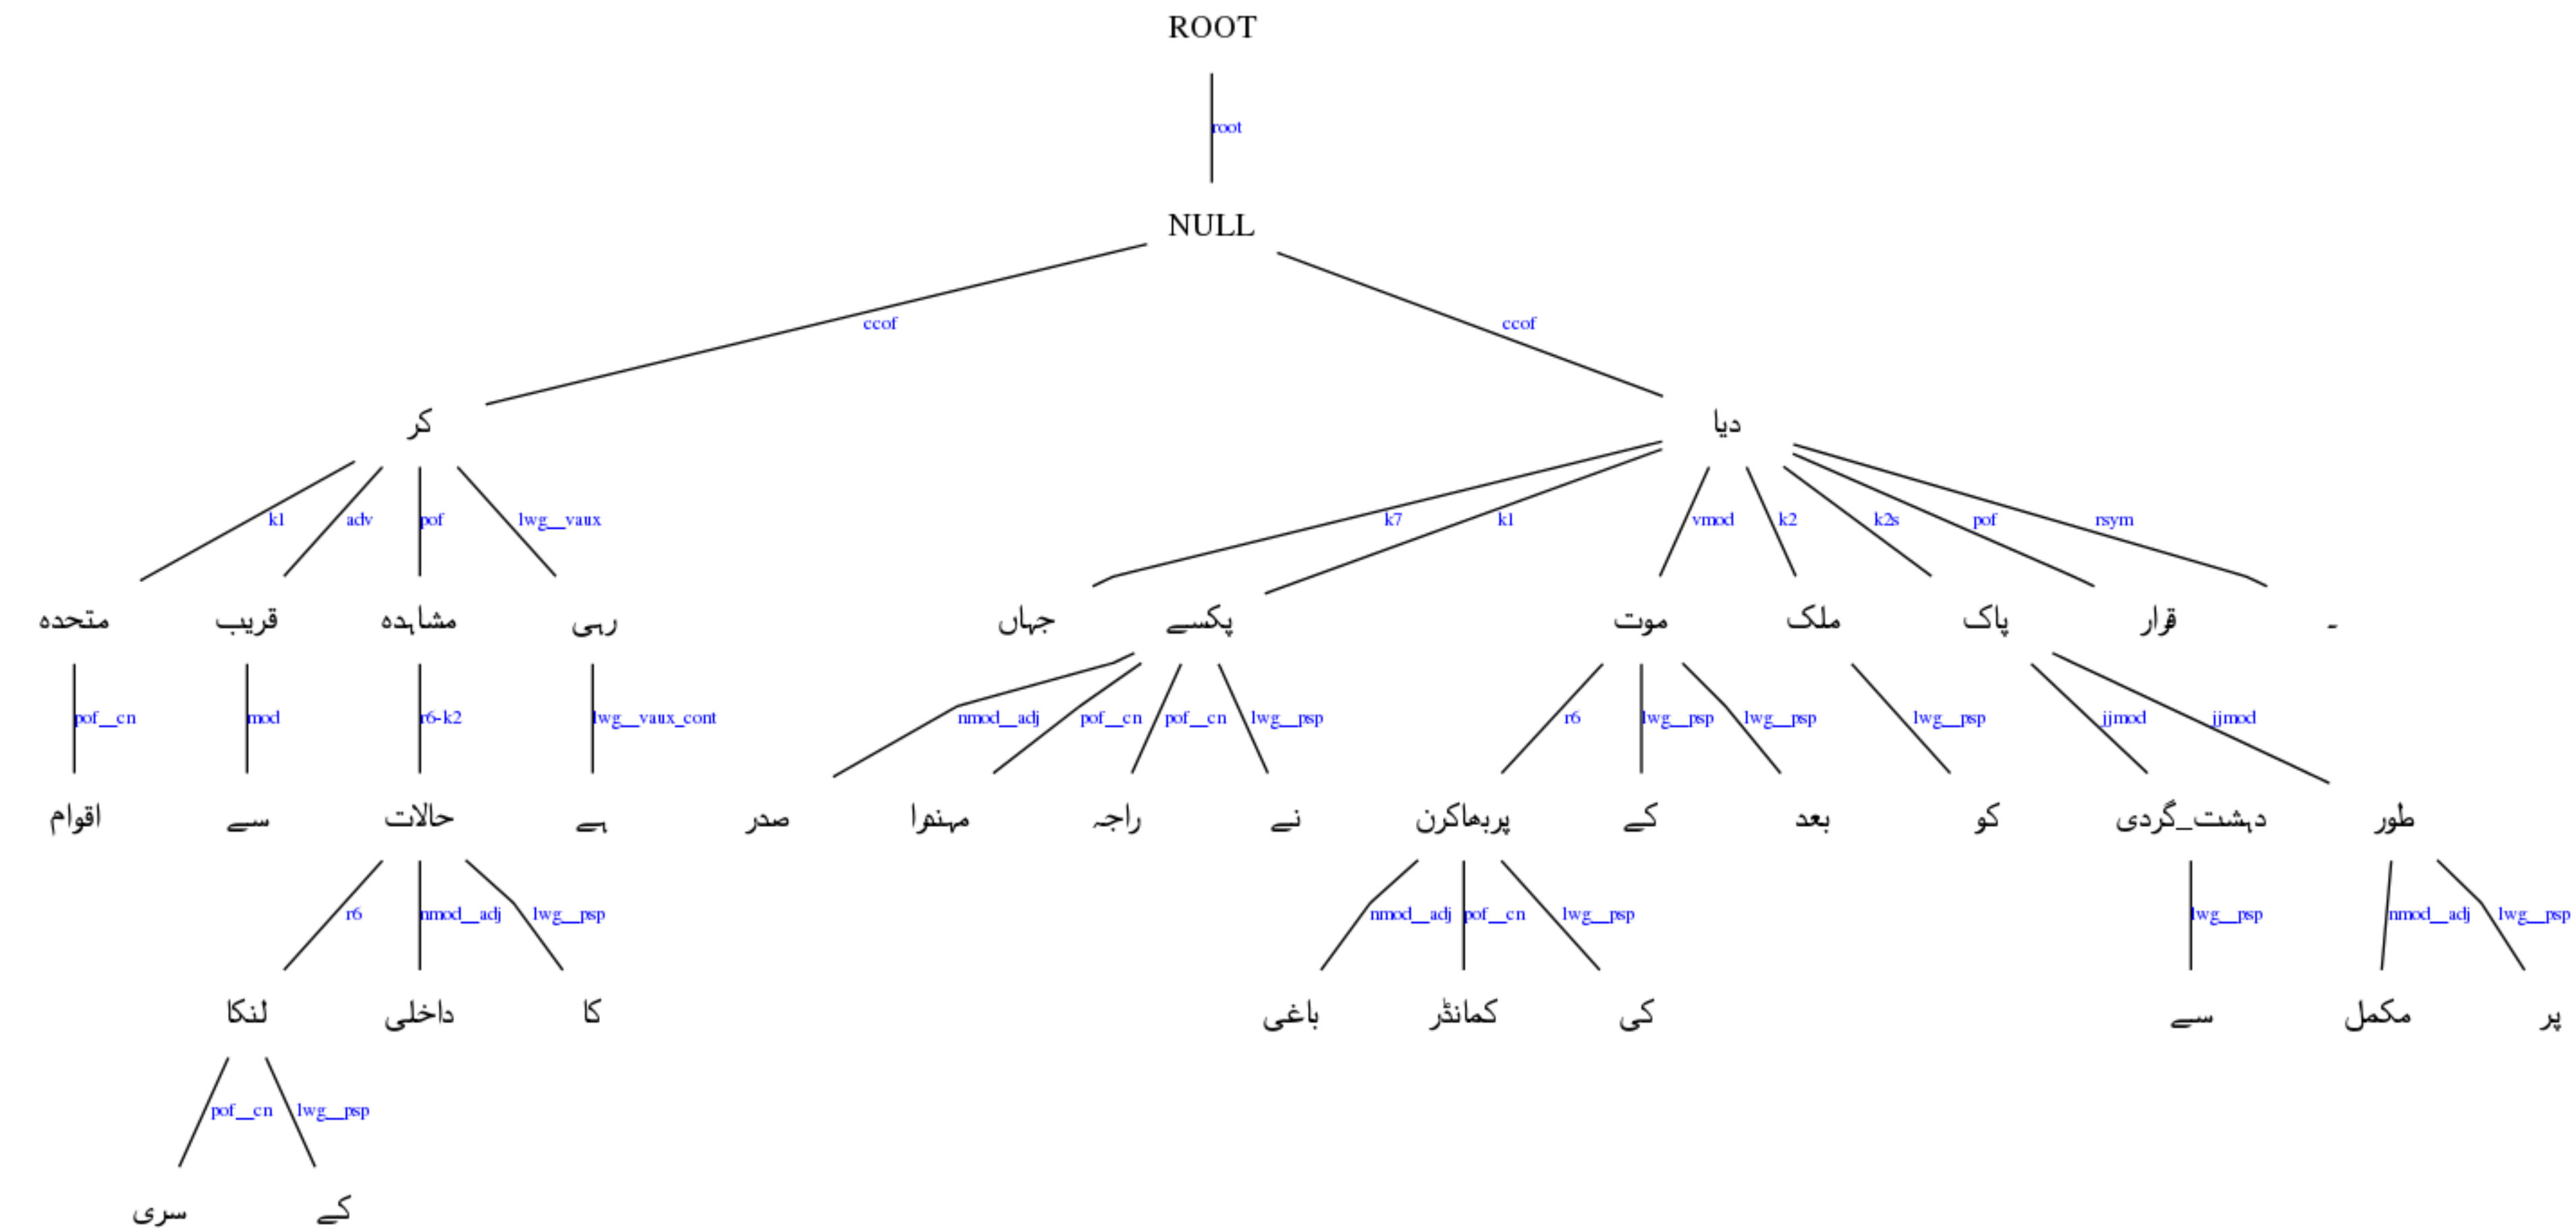 ROOT
root
NULL
ccof ccof
کر دیا
k1 adv pof lwg__vaux k7 k1 vmod k2 k2s pof rsym
متحدہ قریب مشاہدہ رہی جہاں پکسے موت ملک پاک قرار ۔
pof__cn mod r6-k2 lwg__vaux_cont nmod__adj pof__cn pof__cn lwg__psp r6 lwg__psp lwg__psp lwg__psp jjmod jjmod
اقوام سے حالات ہے صدر مہنموا راجہ نے پربھاکرن کے بعد کو دہشت_گردی طور
r6 nmod__adj lwg__psp nmod__adj pof__cn lwg__psp lwg__psp nmod__adj lwg__psp
لنکا داخلی کا باغی کمانڈر کی سے مکمل پر
pof__cn lwg__psp
سری کے